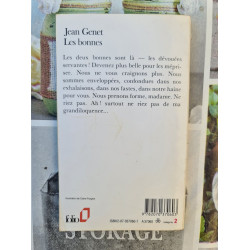 Jean Genet
Les bonnes
Les deux bonnes sont là — les dévouées
servantes ! Devenez plus belle pour les mépri-
ser. Nous ne vous craignons plus. Nous
sommes enveloppées, confondues dans nos
exhalaisons, dans nos fastes, dans notre haine
pour vous. Nous prenons forme, madame. Ne
riez pas. Ah ! surtout ne riez pas de ma
grandiloquence...
folio
STORAGE